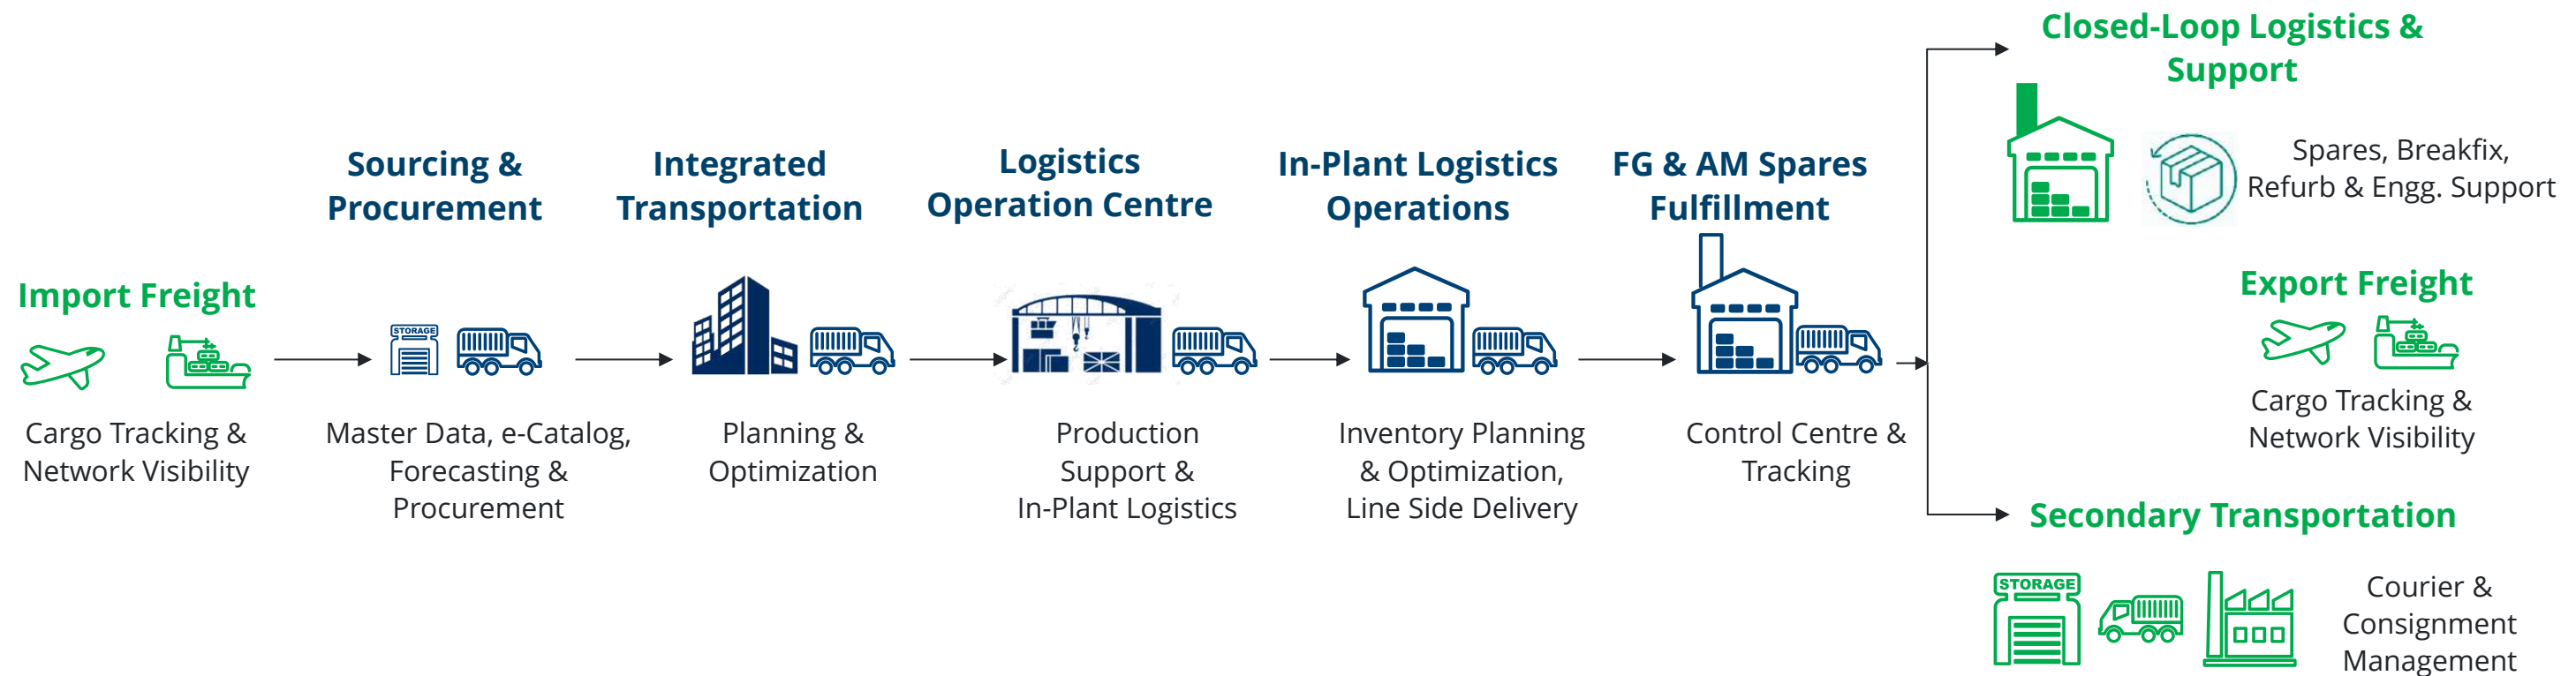 Import Freight
Cargo Tracking &
Network Visibility
Sourcing &
Procurement
STORAGE
Master Data, e-Catalog,
Forecasting &
Procurement
Integrated
Transportation
Planning &
Optimization
Logistics
Operation Centre
Production
Support &
In-Plant Logistics
In-Plant Logistics
Operations
Inventory Planning
& Optimization,
Line Side Delivery
FG & AM Spares
Fulfillment
Control Centre &
Tracking
Closed-Loop Logistics &
Support
Spares, Breakfix,
Refurb & Engg. Support
Export Freight
Cargo Tracking &
Network Visibility
Secondary Transportation
STORAGE
Courier &
Consignment
Management